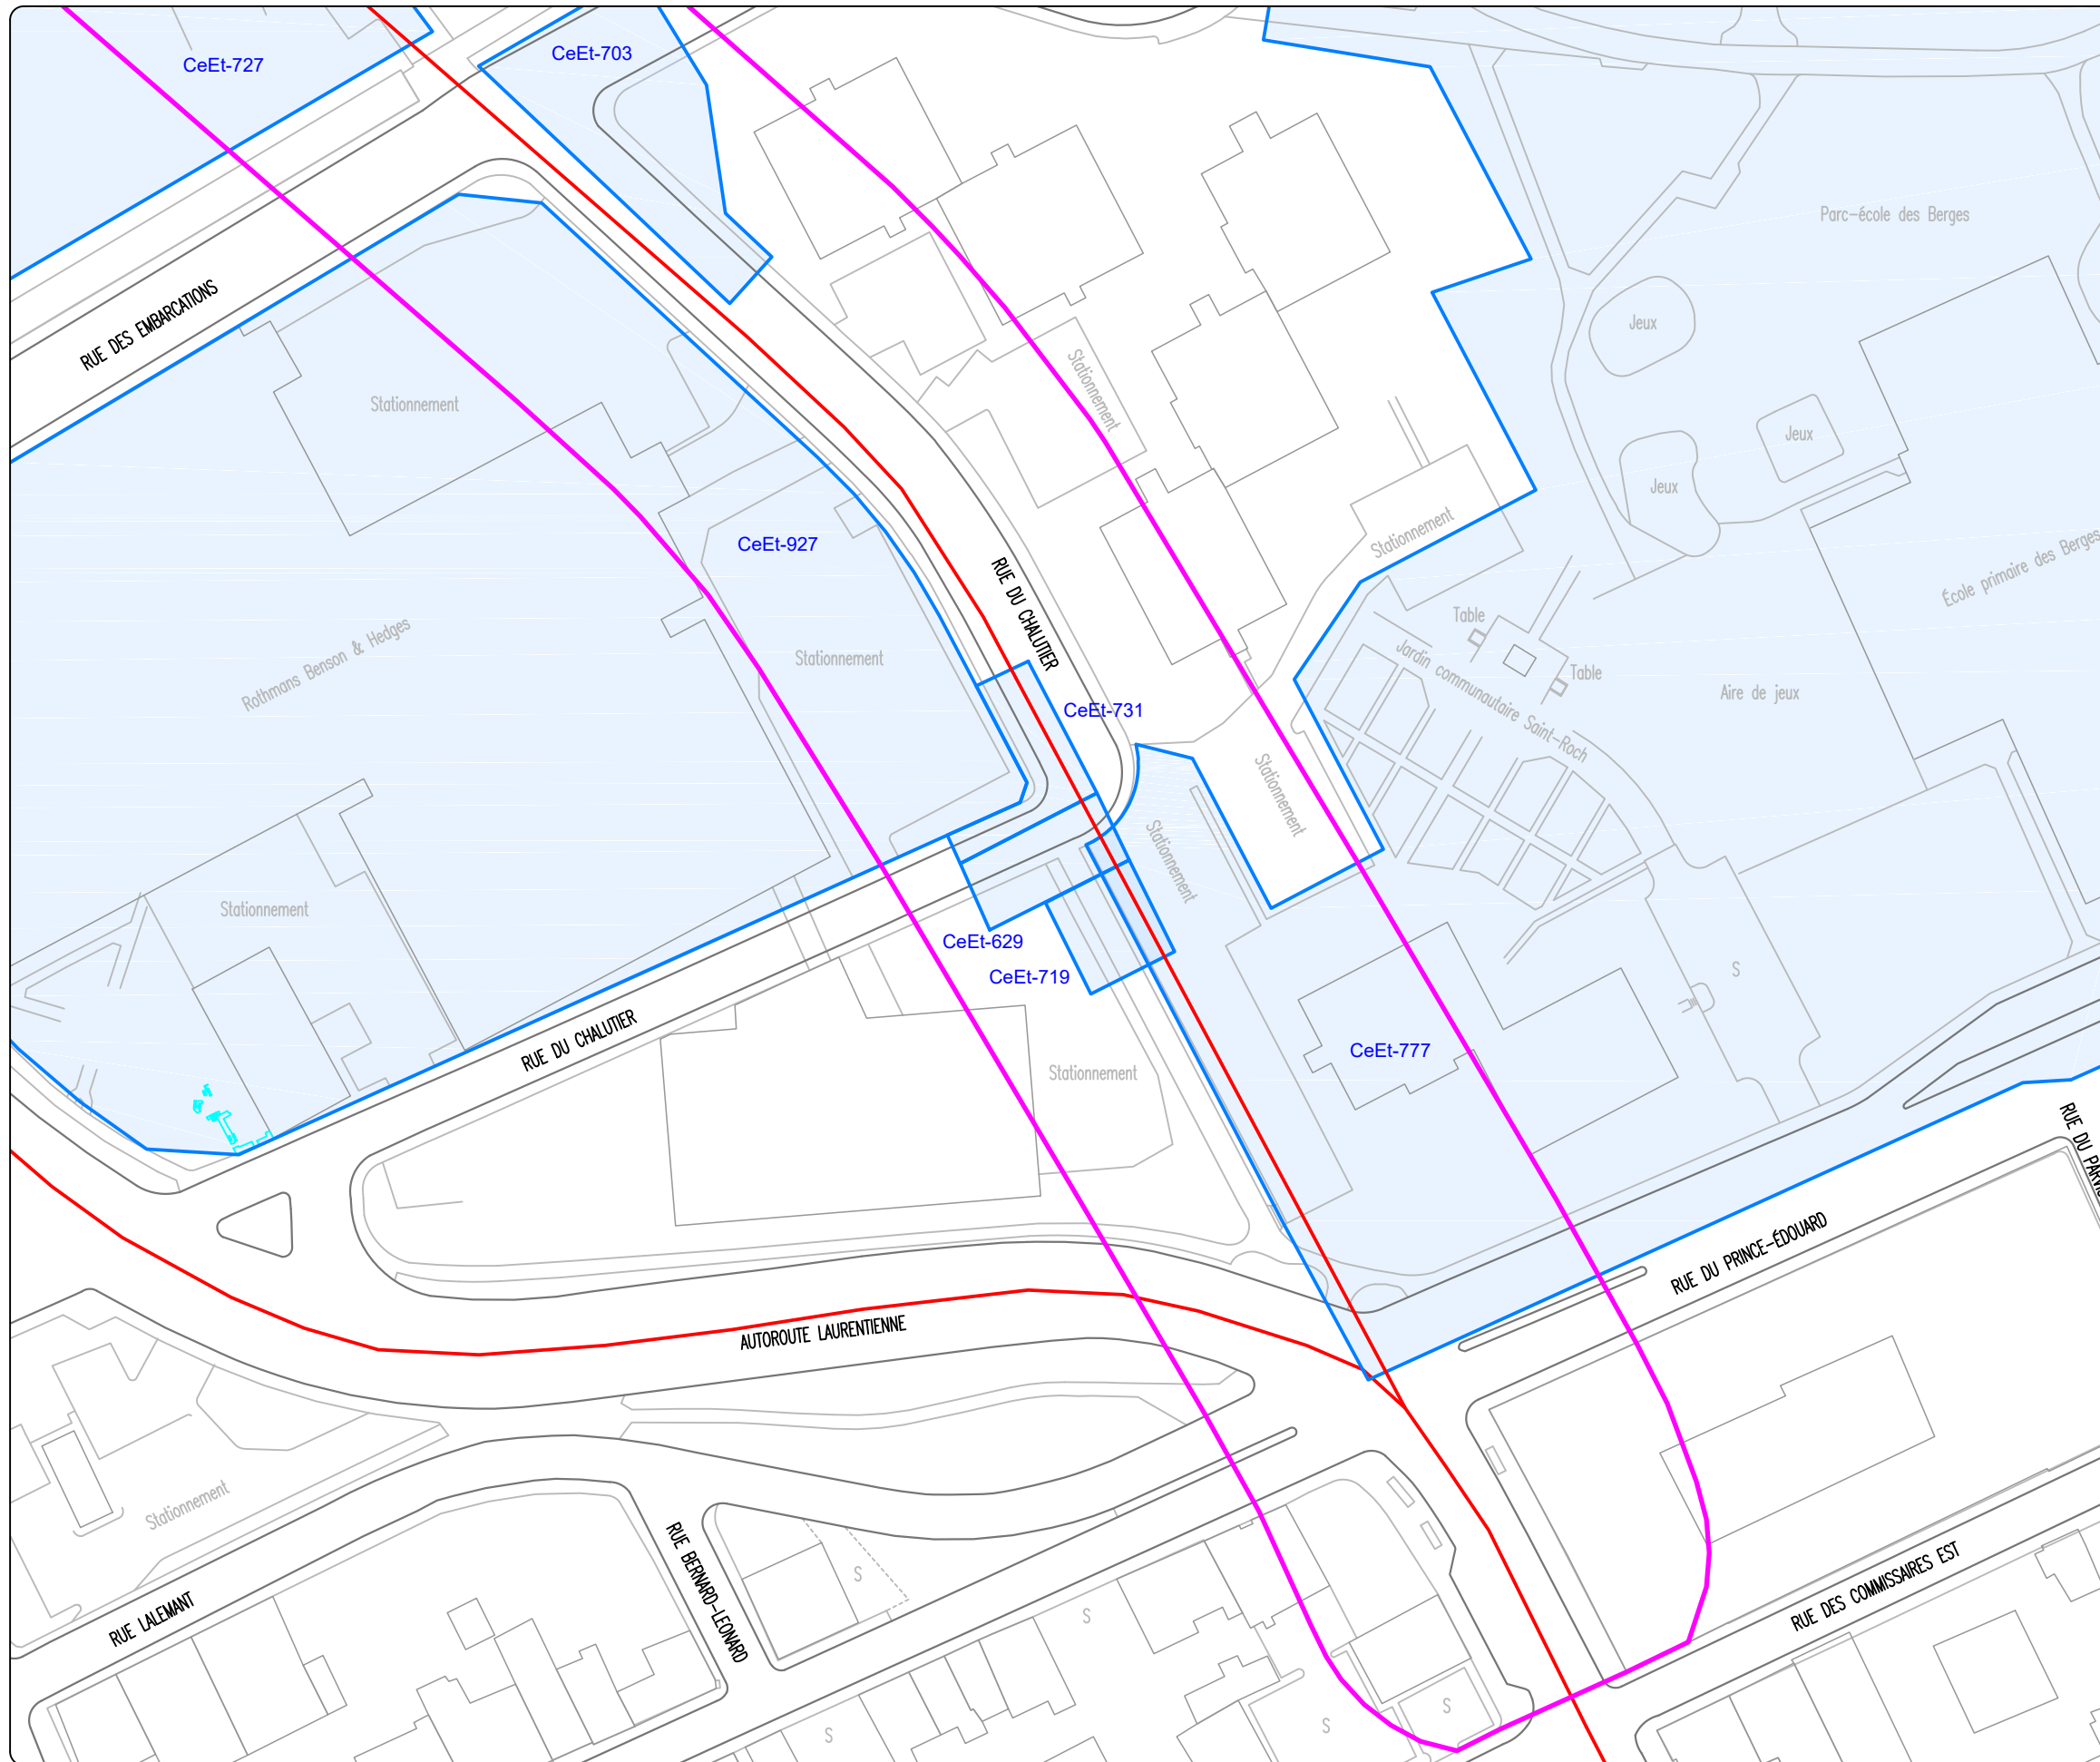 CeEt-703
CeEt-727
Parc-école des Berges
RUE DES EMBARCATIONS
Jeux
Stationnement
Stationnement
Jeux
Jeux
Stationnement
CeEt-927
École primaire des Berges
RUE DU CHALUTIER
Table
Rothmans Benson & Hedges
Stationnement
Table
Jardin communautaire Saint-Roch
Aire de jeux
CeEt-731
Stationnement
Stationnement
Stationnement
CeEt-629
S
CeEt-719
RUE DU CHALUTIER
CeEt-777
Stationnement
RUE DU PRINCE-ÉDOUARD
AUTOROUTE LAURENTIENNE
Stationnement
RUE BERNARD-LEONARD
S
RUE DES COMMISSAIRES EST
RUE LALEMANT
S
S
S
S